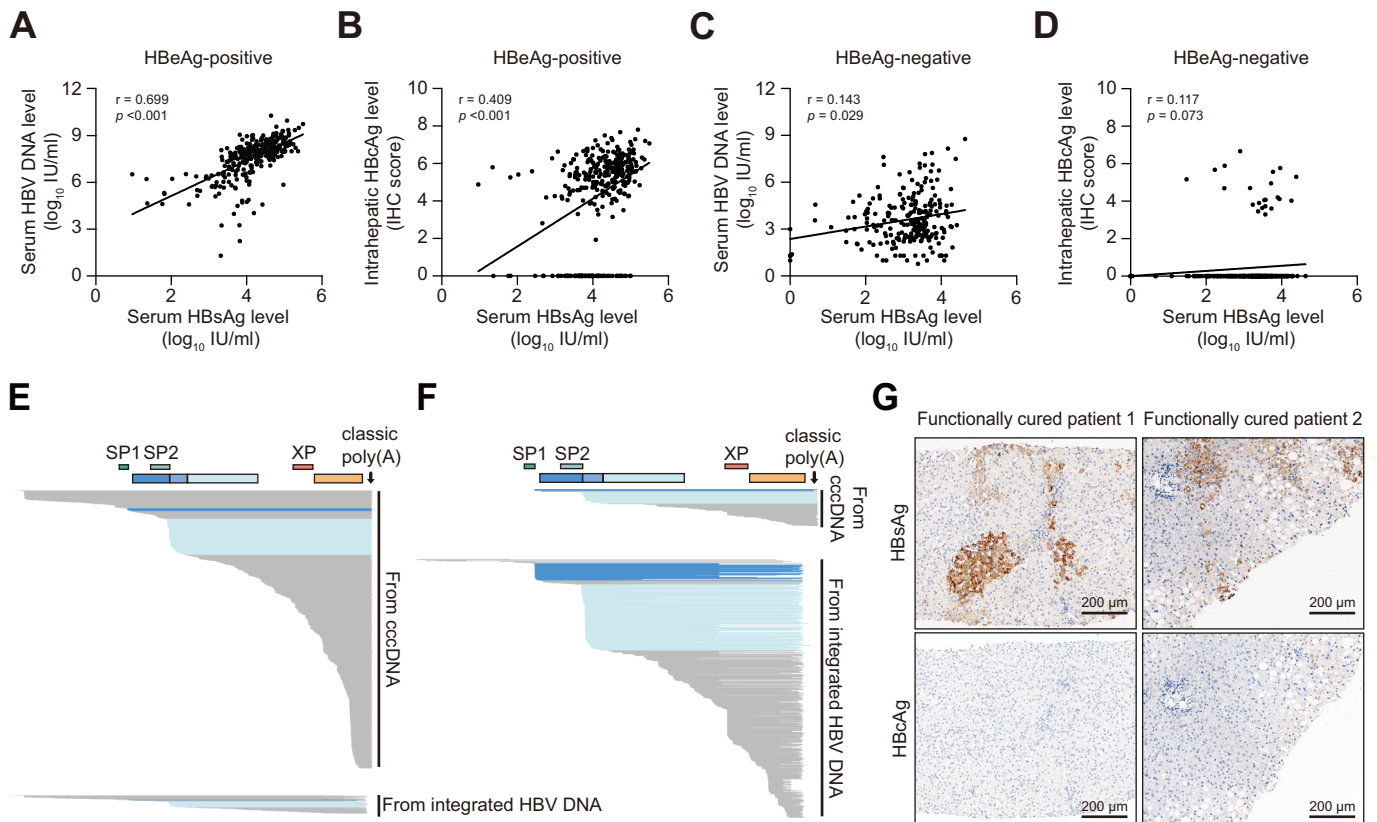 A
HBeAg-positive
r = 0.699
p <0.001
Serum HBV DNA level
(log10 IU/ml)
12
9
6
3
0
0 2 4 6
Serum HBsAg level
(log10 IU/ml)
B
HBeAg-positive
r = 0.409
p <0.001
Intrahepatic HBcAg level
(IHC score)
10
8
6
4
2
0
0 2 4 6
Serum HBsAg level
(log10 IU/ml)
C
HBeAg-negative
r = 0.143
p = 0.029
Serum HBV DNA level
(log10 IU/ml)
12
9
6
3
0
0 2 4 6
Serum HBsAg level
(log10 IU/ml)
D
HBeAg-negative
r = 0.117
p = 0.073
Intrahepatic HBcAg level
(IHC score)
10
8
6
4
2
0
0 2 4 6
Serum HBsAg level
(log10 IU/ml)
E
SP1 SP2 XP
classic
poly(A)
From cccDNA
From integrated HBV DNA
F
SP1 SP2 XP
classic
poly(A)
From
cccDNA
From integrated HBV DNA
G
Functionally cured patient 1 Functionally cured patient 2
HBsAg
200 µm 200 µm
HBcAg
200 µm 200 µm